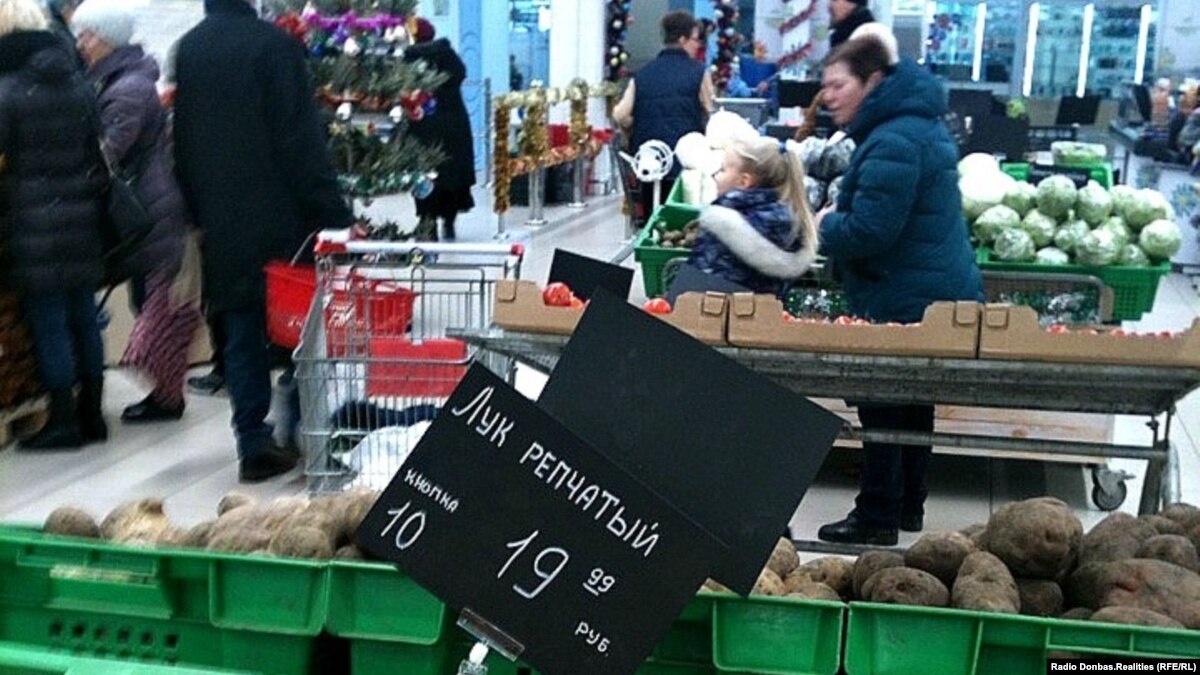 Лук репчатый
кнопка
10
19 99
руб.
Radio Donbas.Realities (RFE/RL)